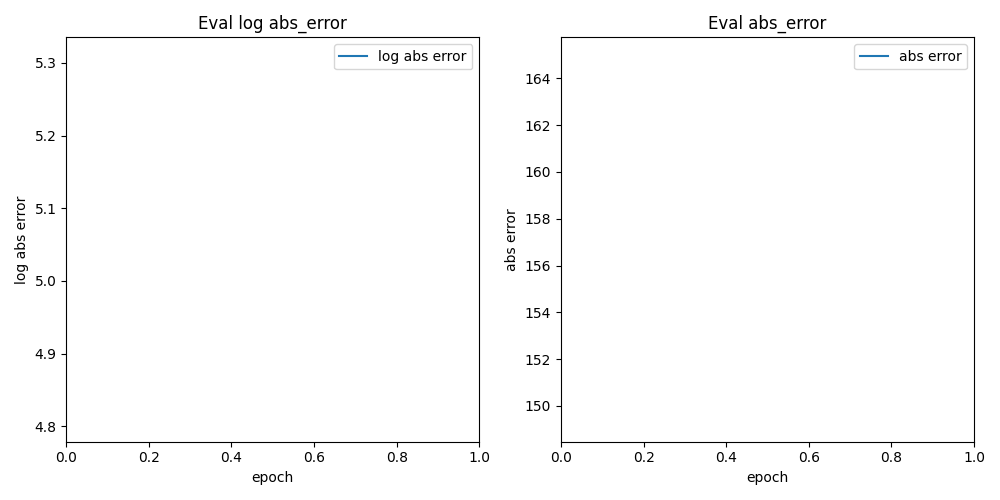 Eval log abs_error
log abs error
5.3
5.2
5.1
5.0
4.9
4.8
log abs error
0.0 0.2 0.4 0.6 0.8 1.0
epoch
Eval abs_error
abs error
164
162
160
158
156
154
152
150
abs error
0.0 0.2 0.4 0.6 0.8 1.0
epoch